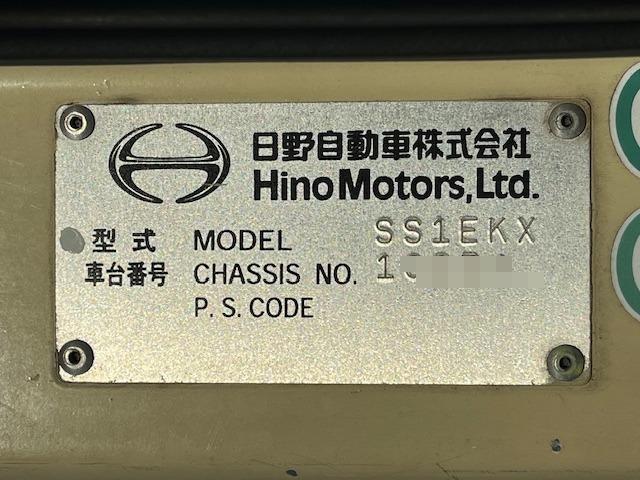 日野自動車株式会社
Hino Motors, Ltd.
型式 MODEL SS1EKX
車台番号 CHASSIS NO.
P. S. CODE